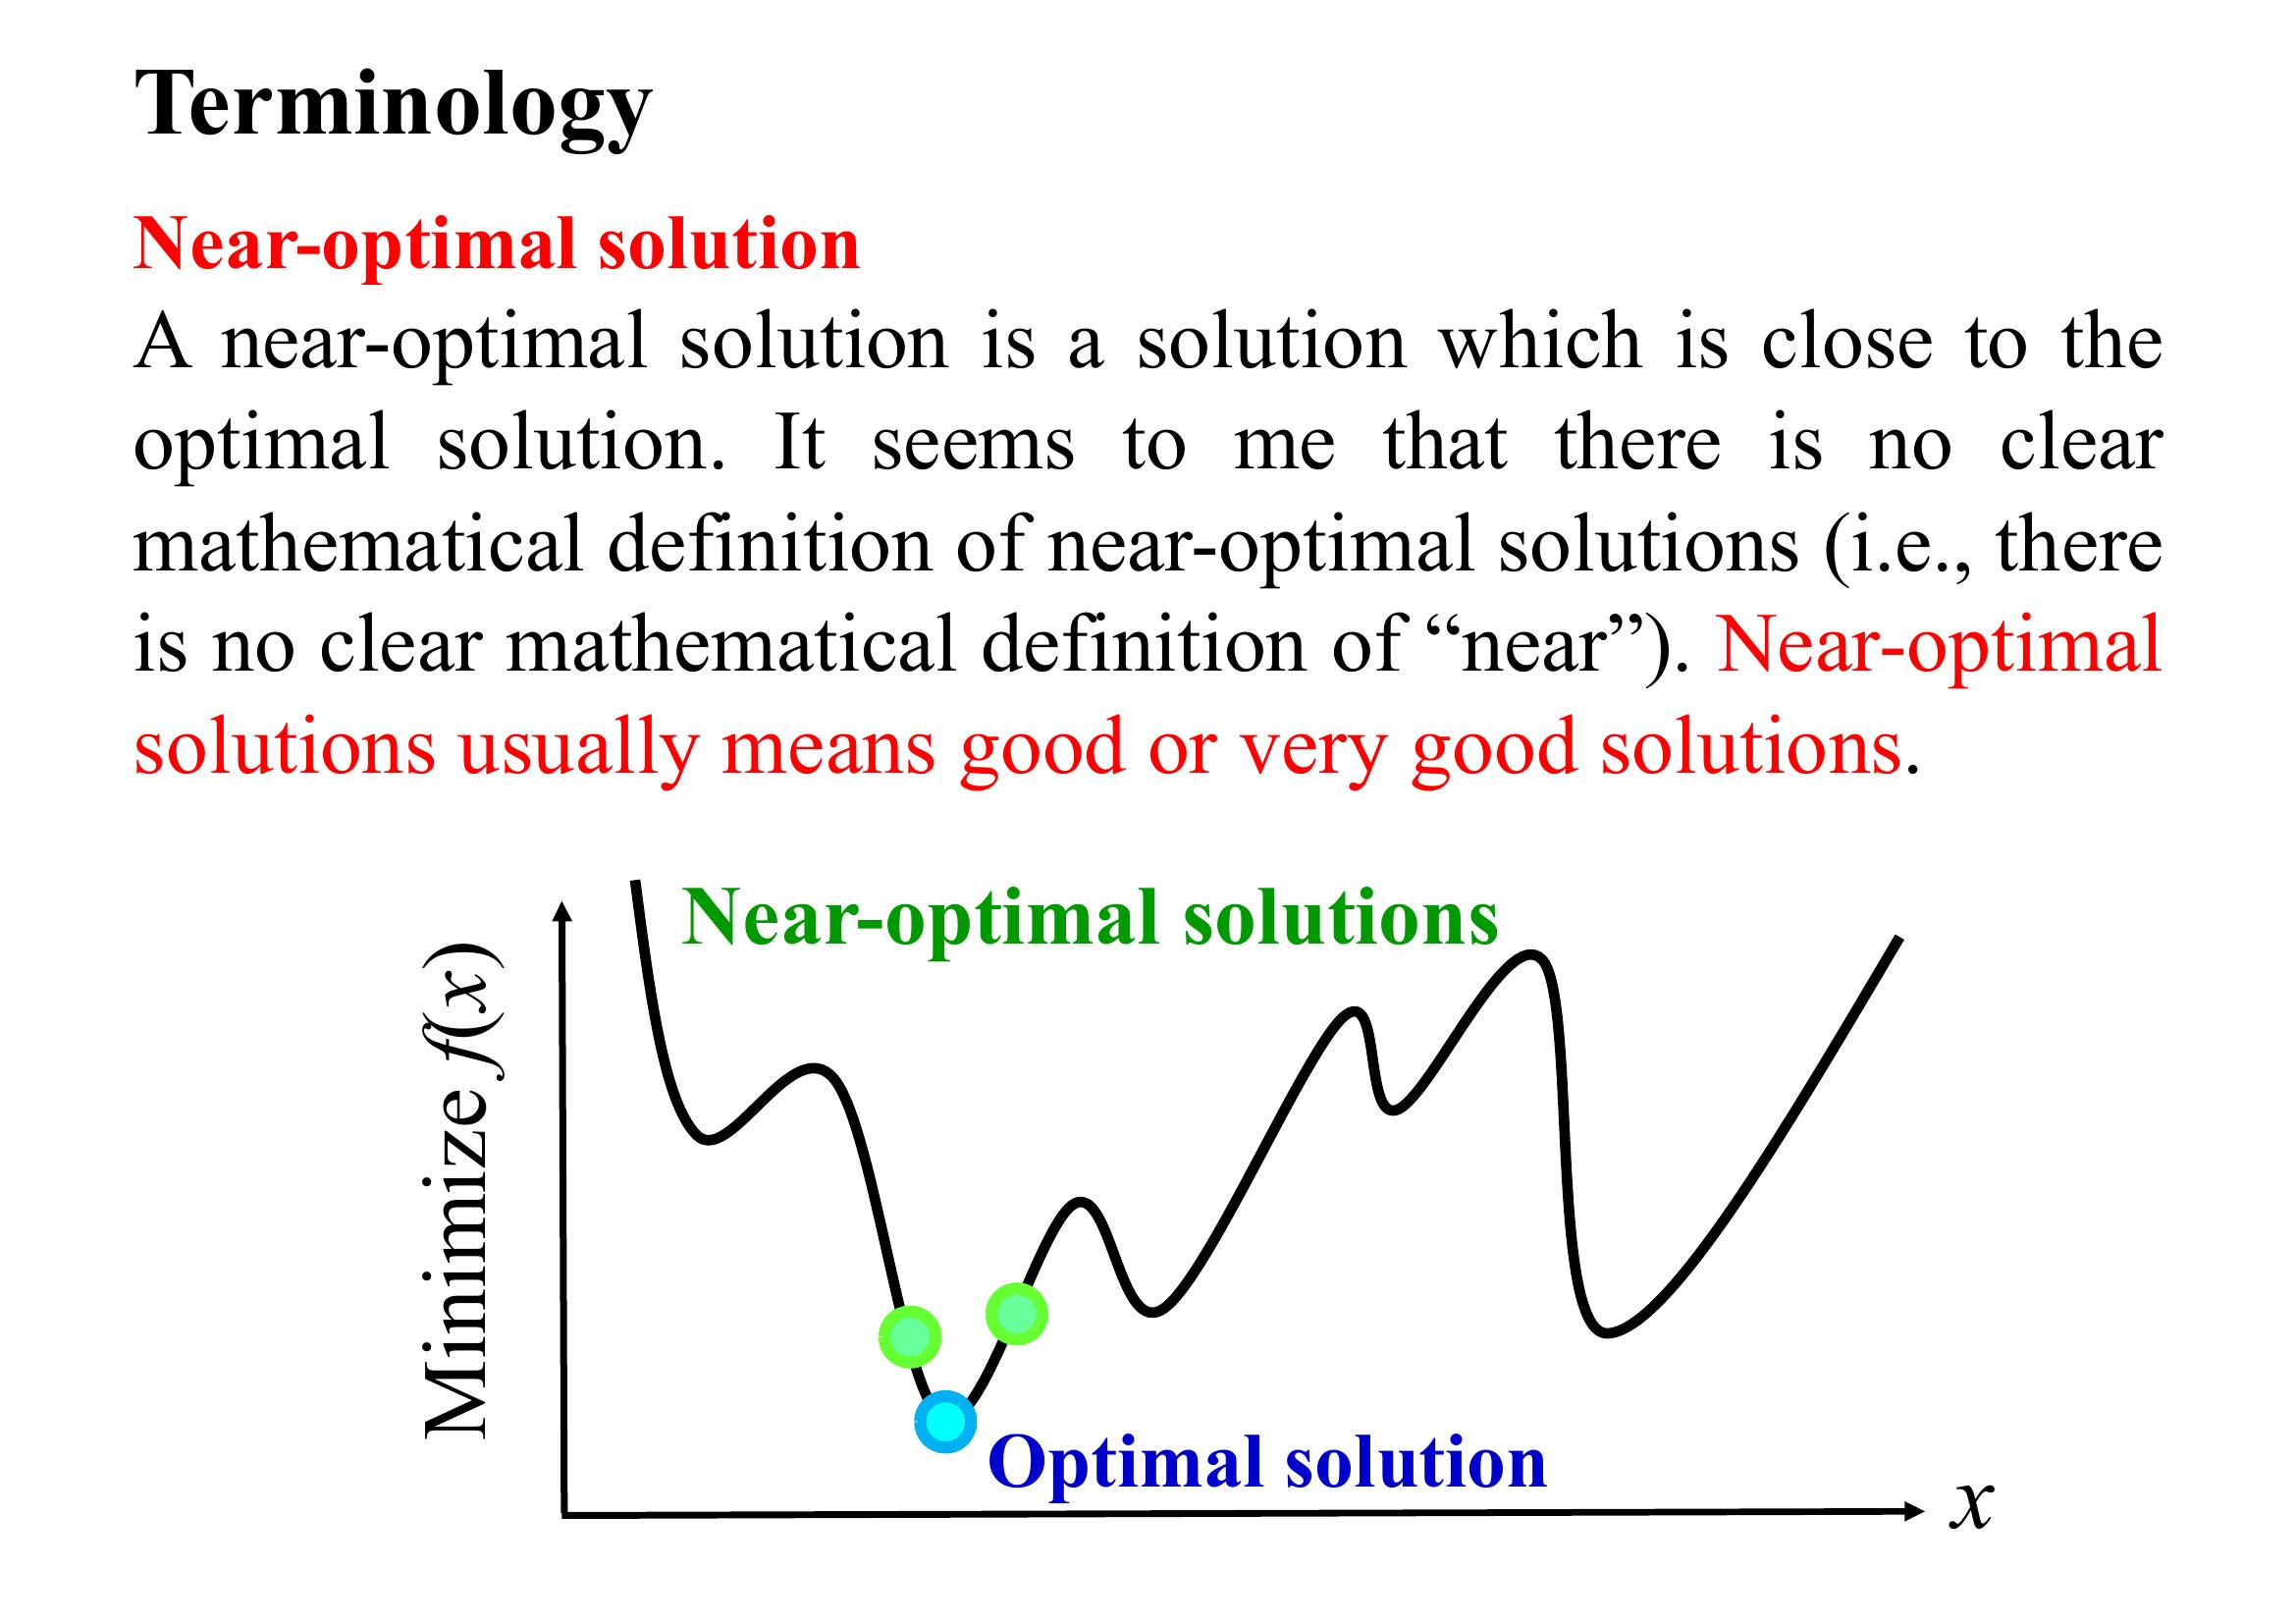 Terminology
Near-optimal solution
A near-optimal solution is a solution which is close to the
optimal solution. It seems to me that there is no clear
mathematical definition of near-optimal solutions (i.e., there
is no clear mathematical definition of “near”). Near-optimal
solutions usually means good or very good solutions.
Near-optimal solutions
Minimize f(x)
Optimal solution
x